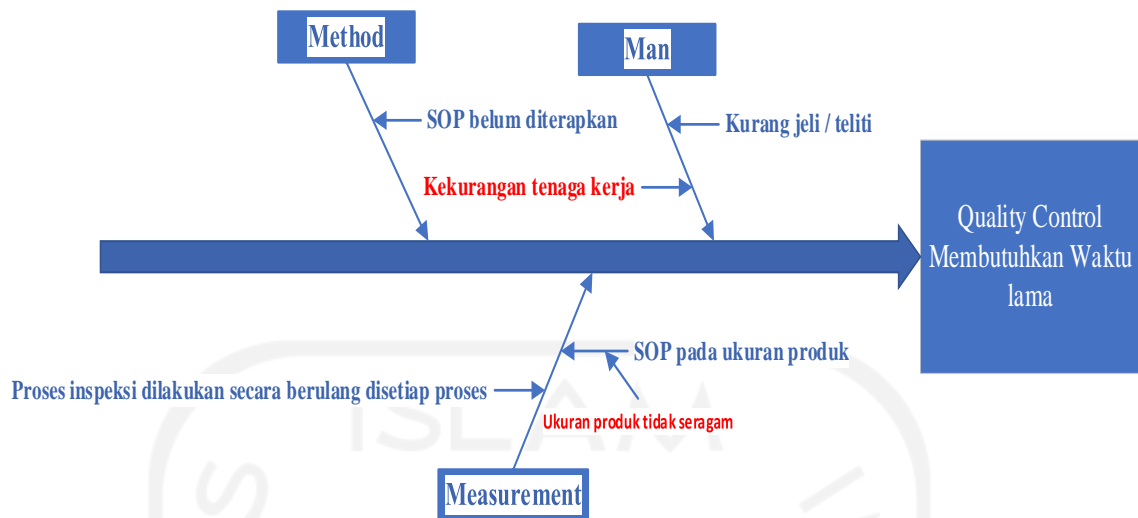 Method
Man
SOP belum diterapkan
Kurang jeli / teliti
Kekurangan tenaga kerja
Quality Control
Membutuhkan Waktu
lama
SOP pada ukuran produk
Proses inspeksi dilakukan secara berulang disetiap proses
Ukuran produk tidak seragam
ISLAM
Measurement